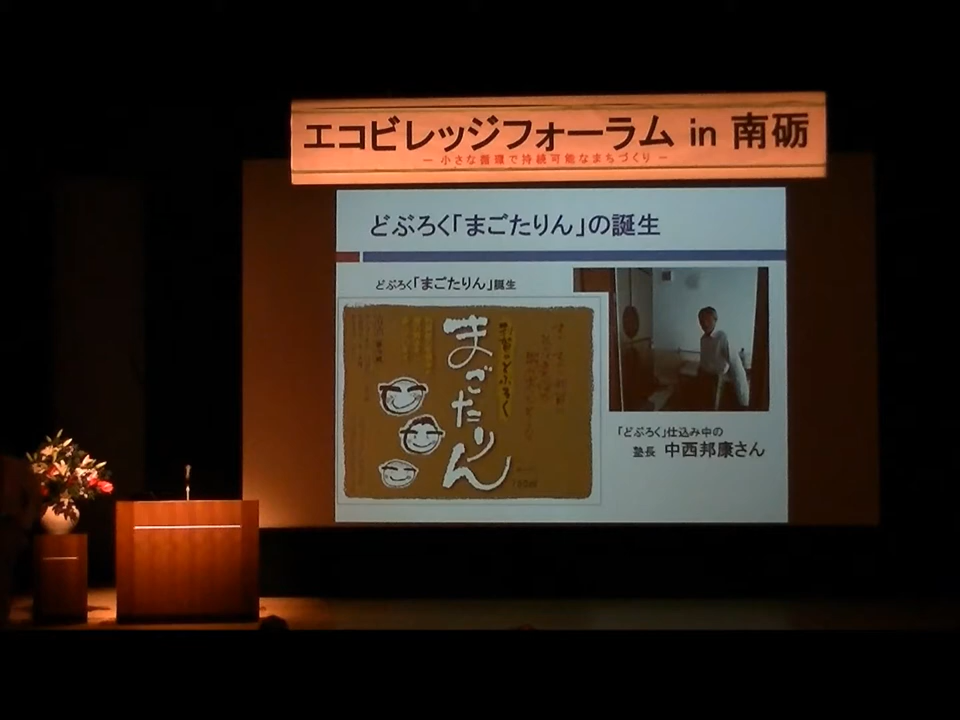 エコビレッジフォーラム in 南砺
－ 小さな循環で持続可能なまちづくり －
どぶろく「まごたりん」の誕生
どぶろく「まごたりん」誕生
まごたりん
「どぶろく」仕込み中の
塾長 中西邦康さん